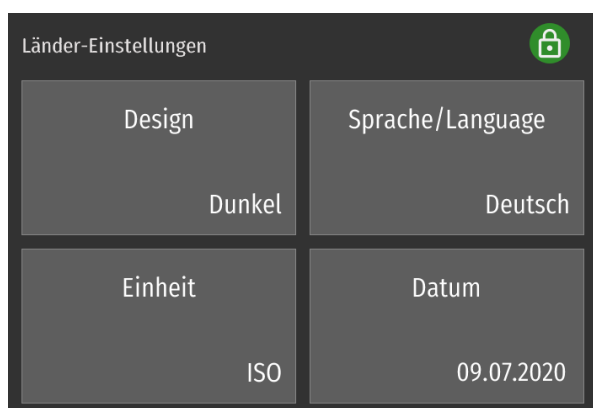 Länder-Einstellungen
Design
Dunkel
Sprache/Language
Deutsch
Einheit
ISO
Datum
09.07.2020